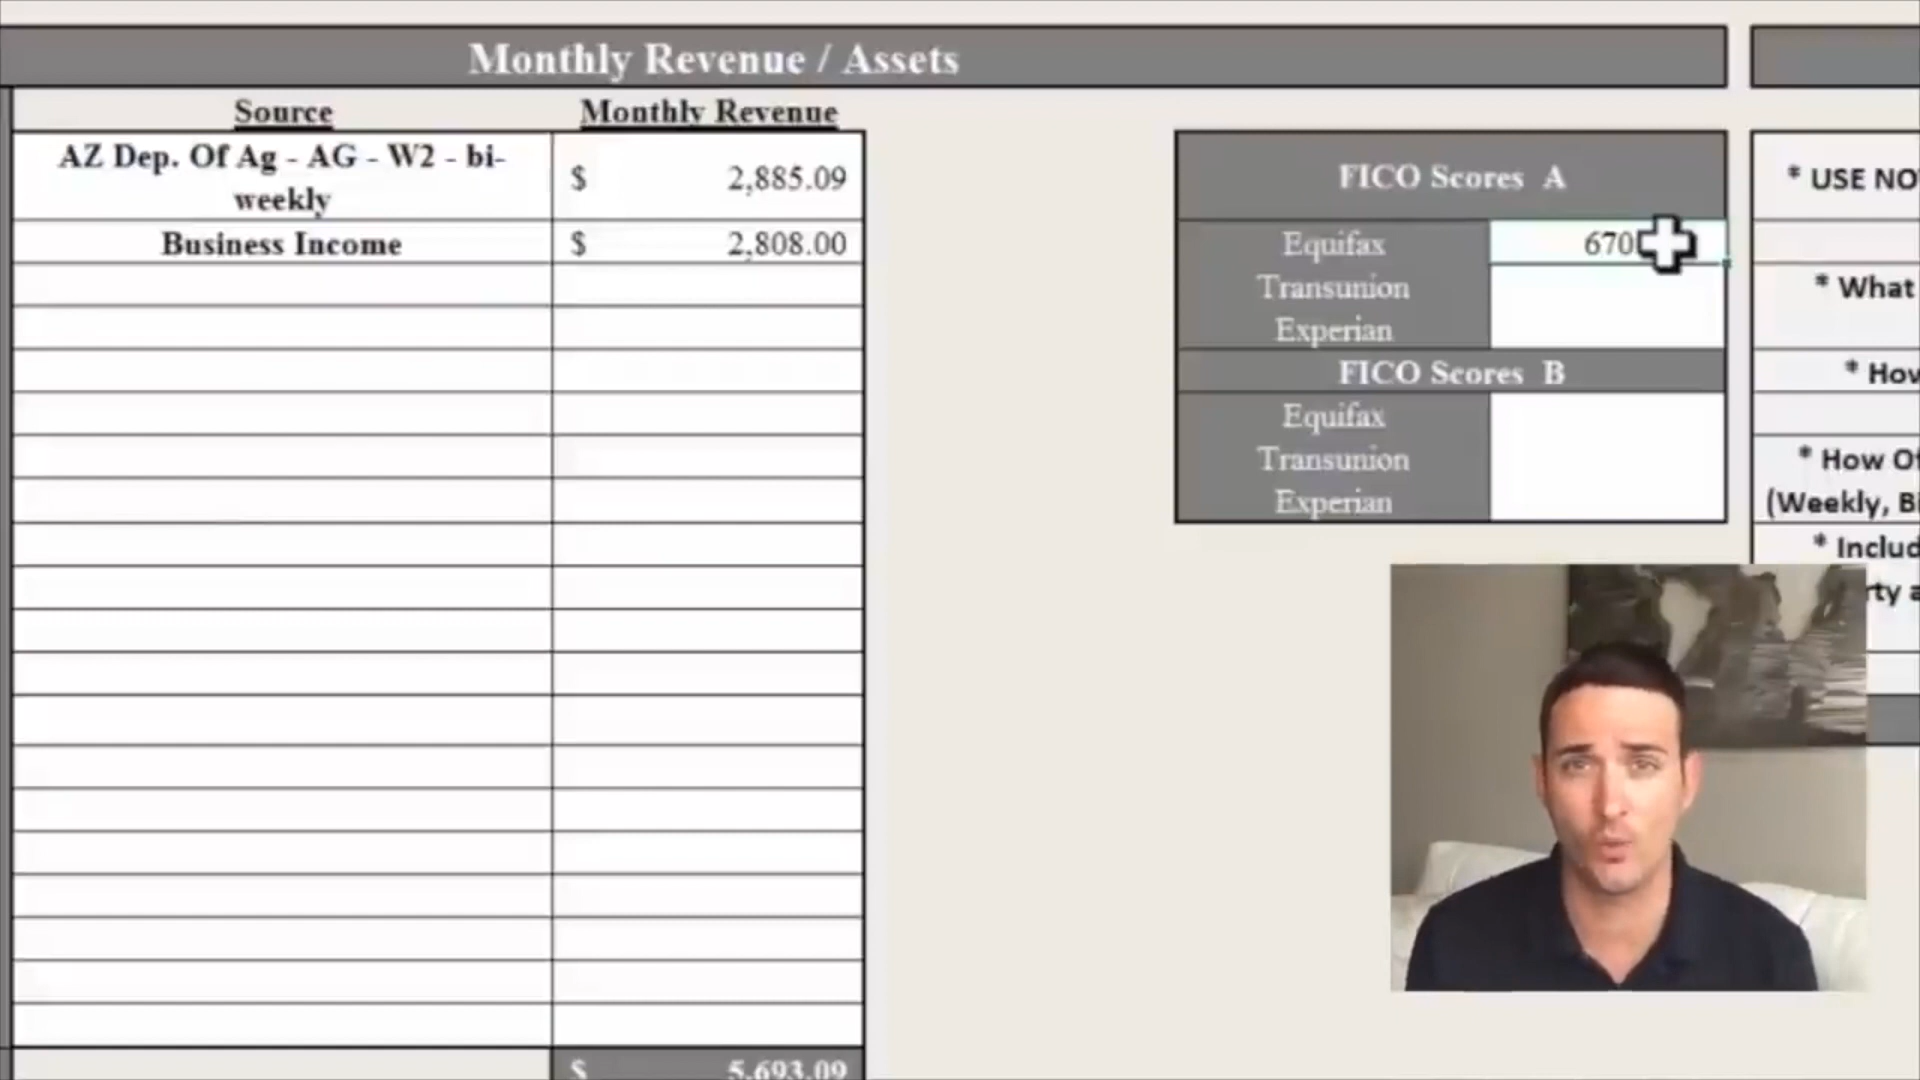 Monthly Revenue / Assets
Source Monthly Revenue
AZ Dep. Of Ag - AG - W2 - bi-
weekly
$ 2,885.09
Business Income $ 2,808.00
$ 5,693.09
FICO Scores A
Equifax 670
Transunion
Experian
FICO Scores B
Equifax
Transunion
Experian
* USE NO
* What
* How
* How Of
(Weekly, Bi
* Includ
rty a